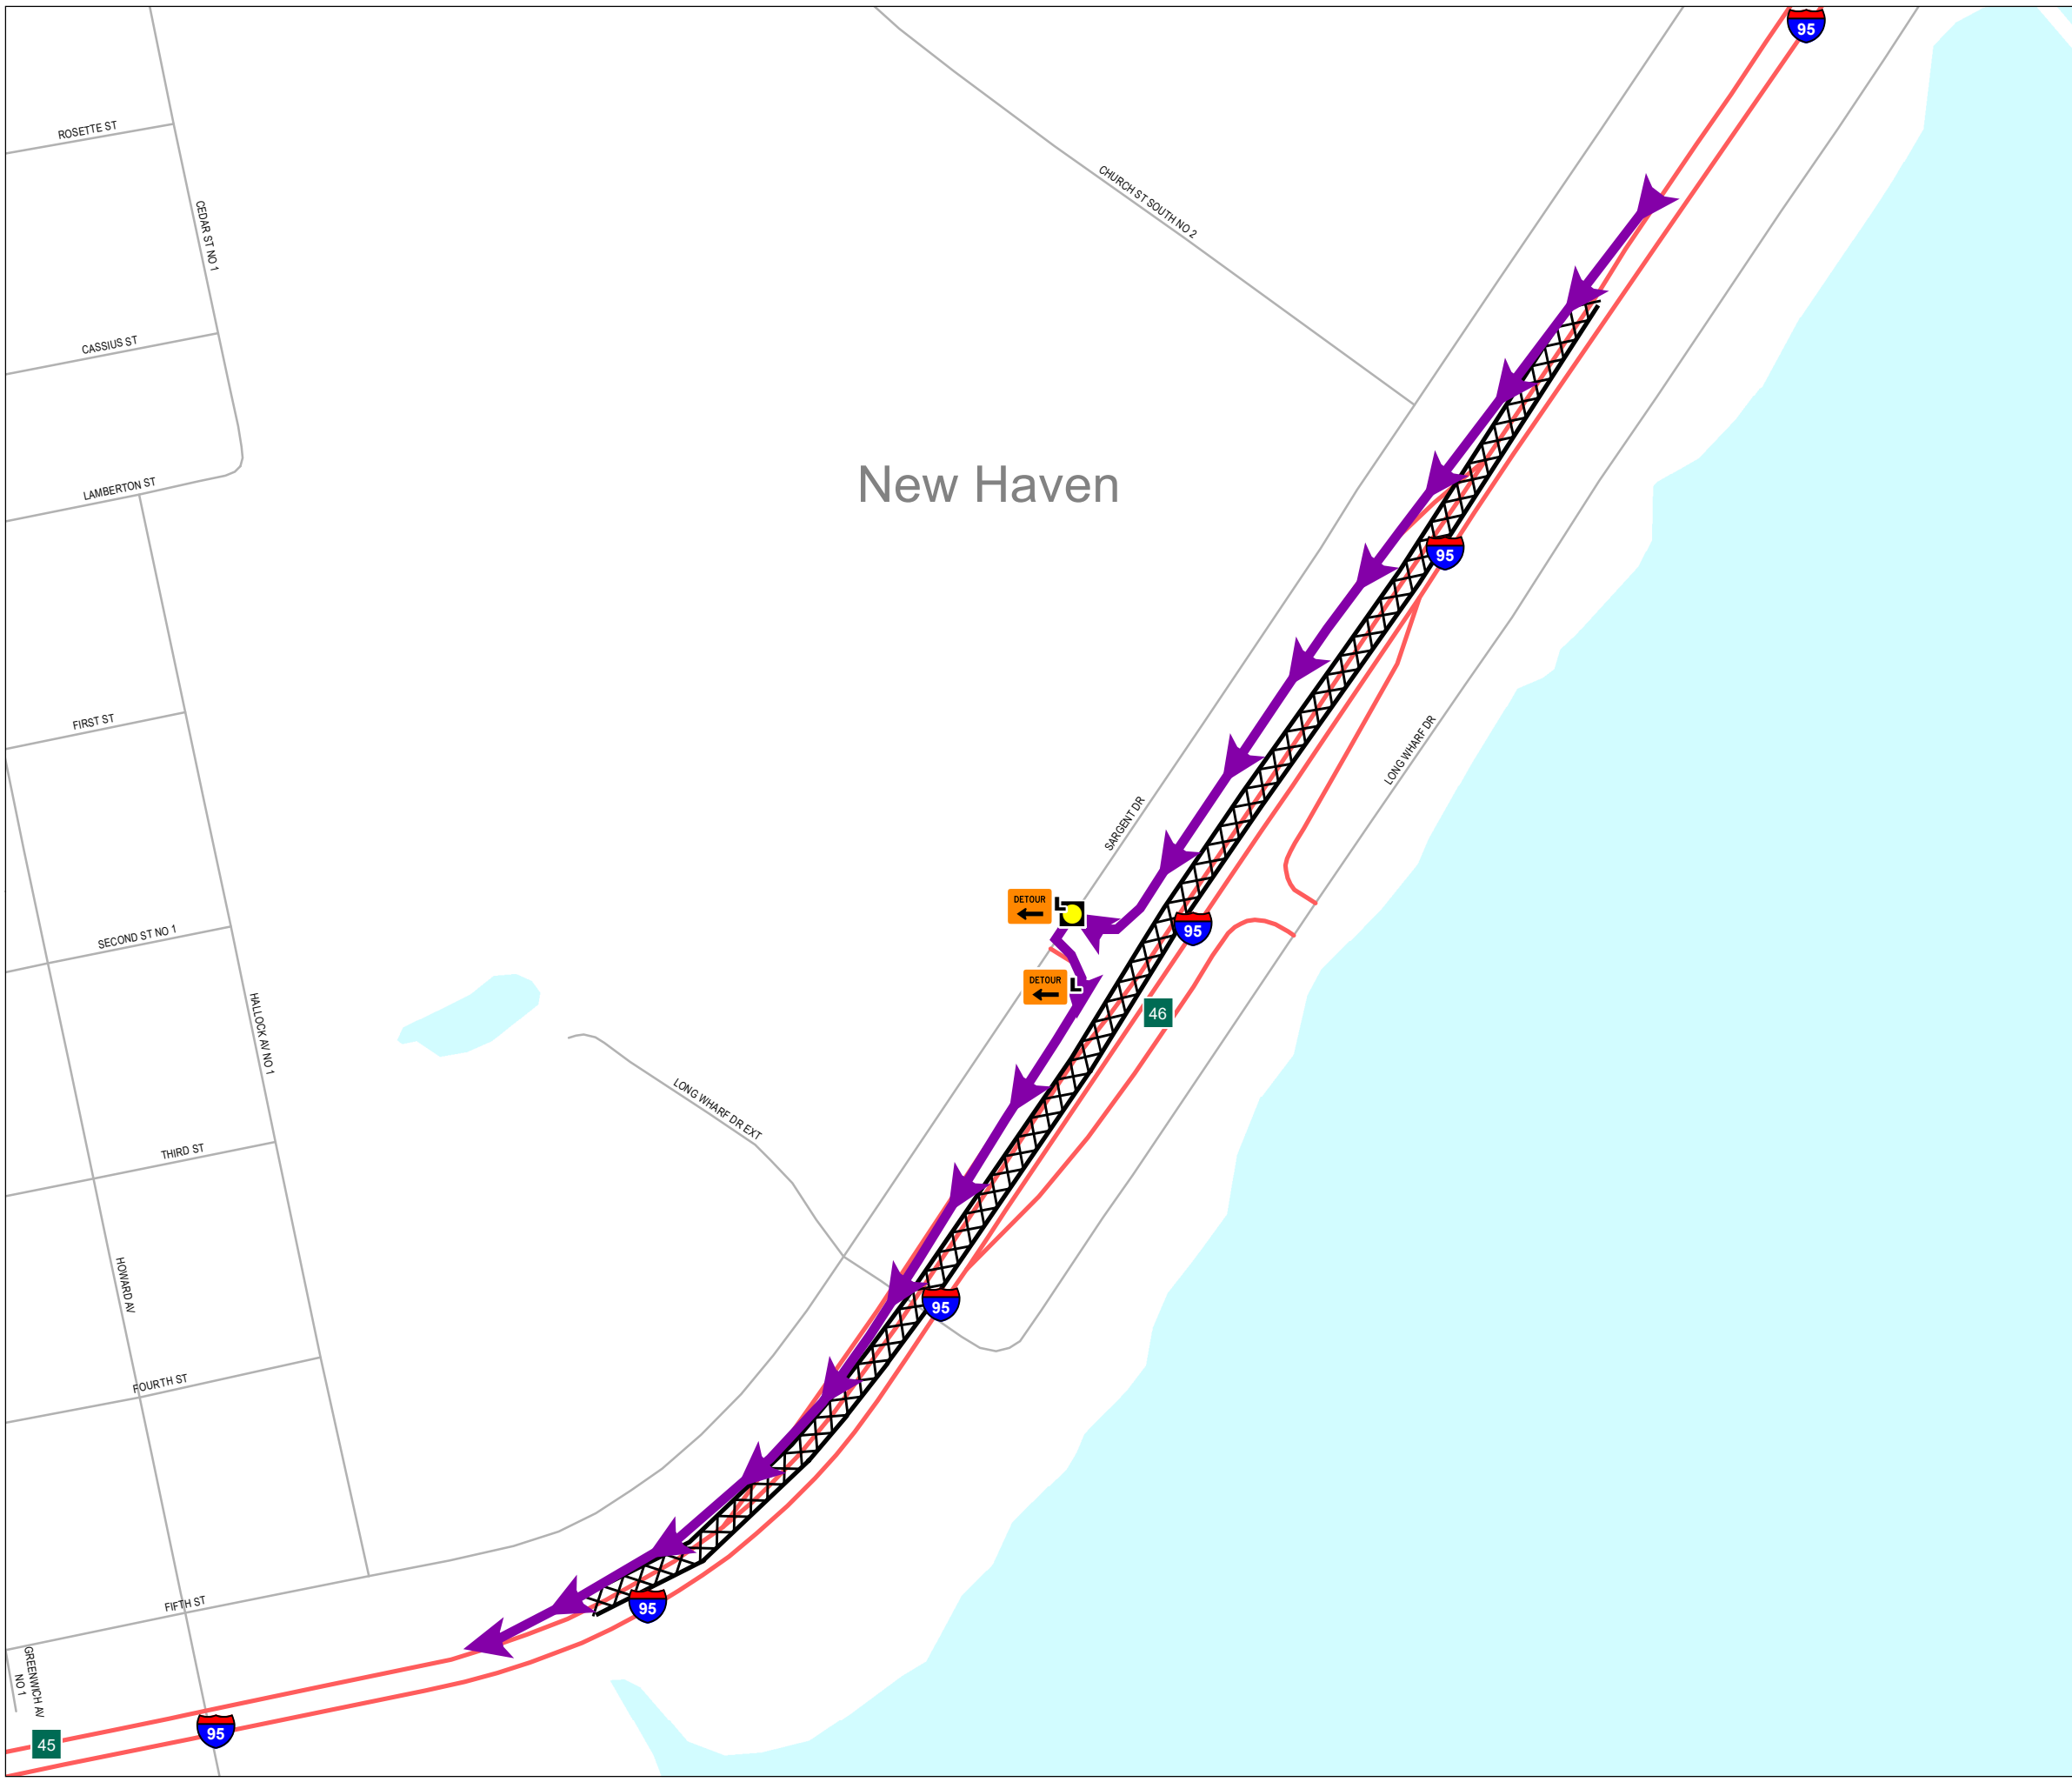 95
ROSETTE ST
CHURCH ST SOUTH NO 2
CEDAR ST NO 1
CASSIUS ST
New Haven
LAMBERTON ST
95
FIRST ST
LONG WHARF DR
SARGENT DR
DETOUR
L
95
SECOND ST NO 1
DETOUR
L
46
HALLOCK AV NO 1
LONG WHARF DR EXT
THIRD ST
HOWARD AV
95
FOURTH ST
FIFTH ST
95
GREENWICH AV
NO 1
95
45